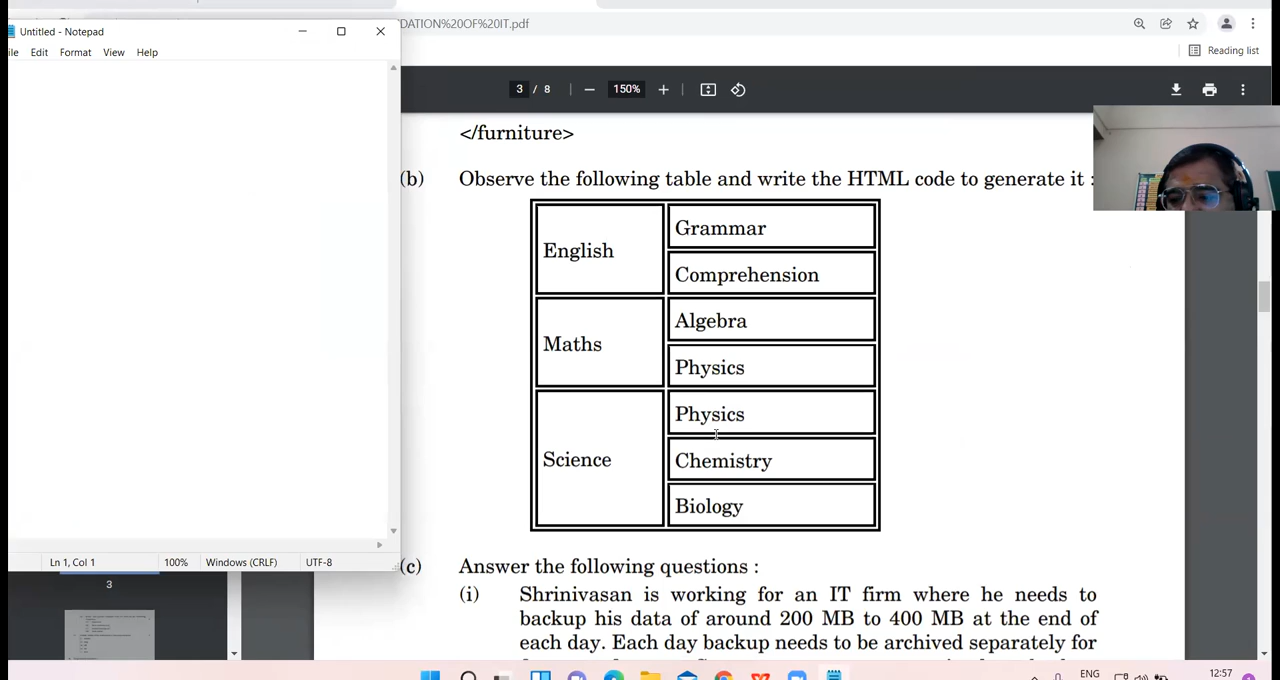 Untitled - Notepad
DATION%20OF%20IT.pdf
ile Edit Format View Help
Reading list
3 / 8 150%
</furniture>
(b) Observe the following table and write the HTML code to generate it :
English
Grammar
Comprehension
Maths
Algebra
Physics
Science
Physics
Chemistry
Biology
Ln 1, Col 1 100% Windows (CRLF) UTF-8
(c) Answer the following questions :
3
(i) Shrinivasan is working for an IT firm where he needs to
backup his data of around 200 MB to 400 MB at the end of
each day. Each day backup needs to be archived separately for
ENG
12:57